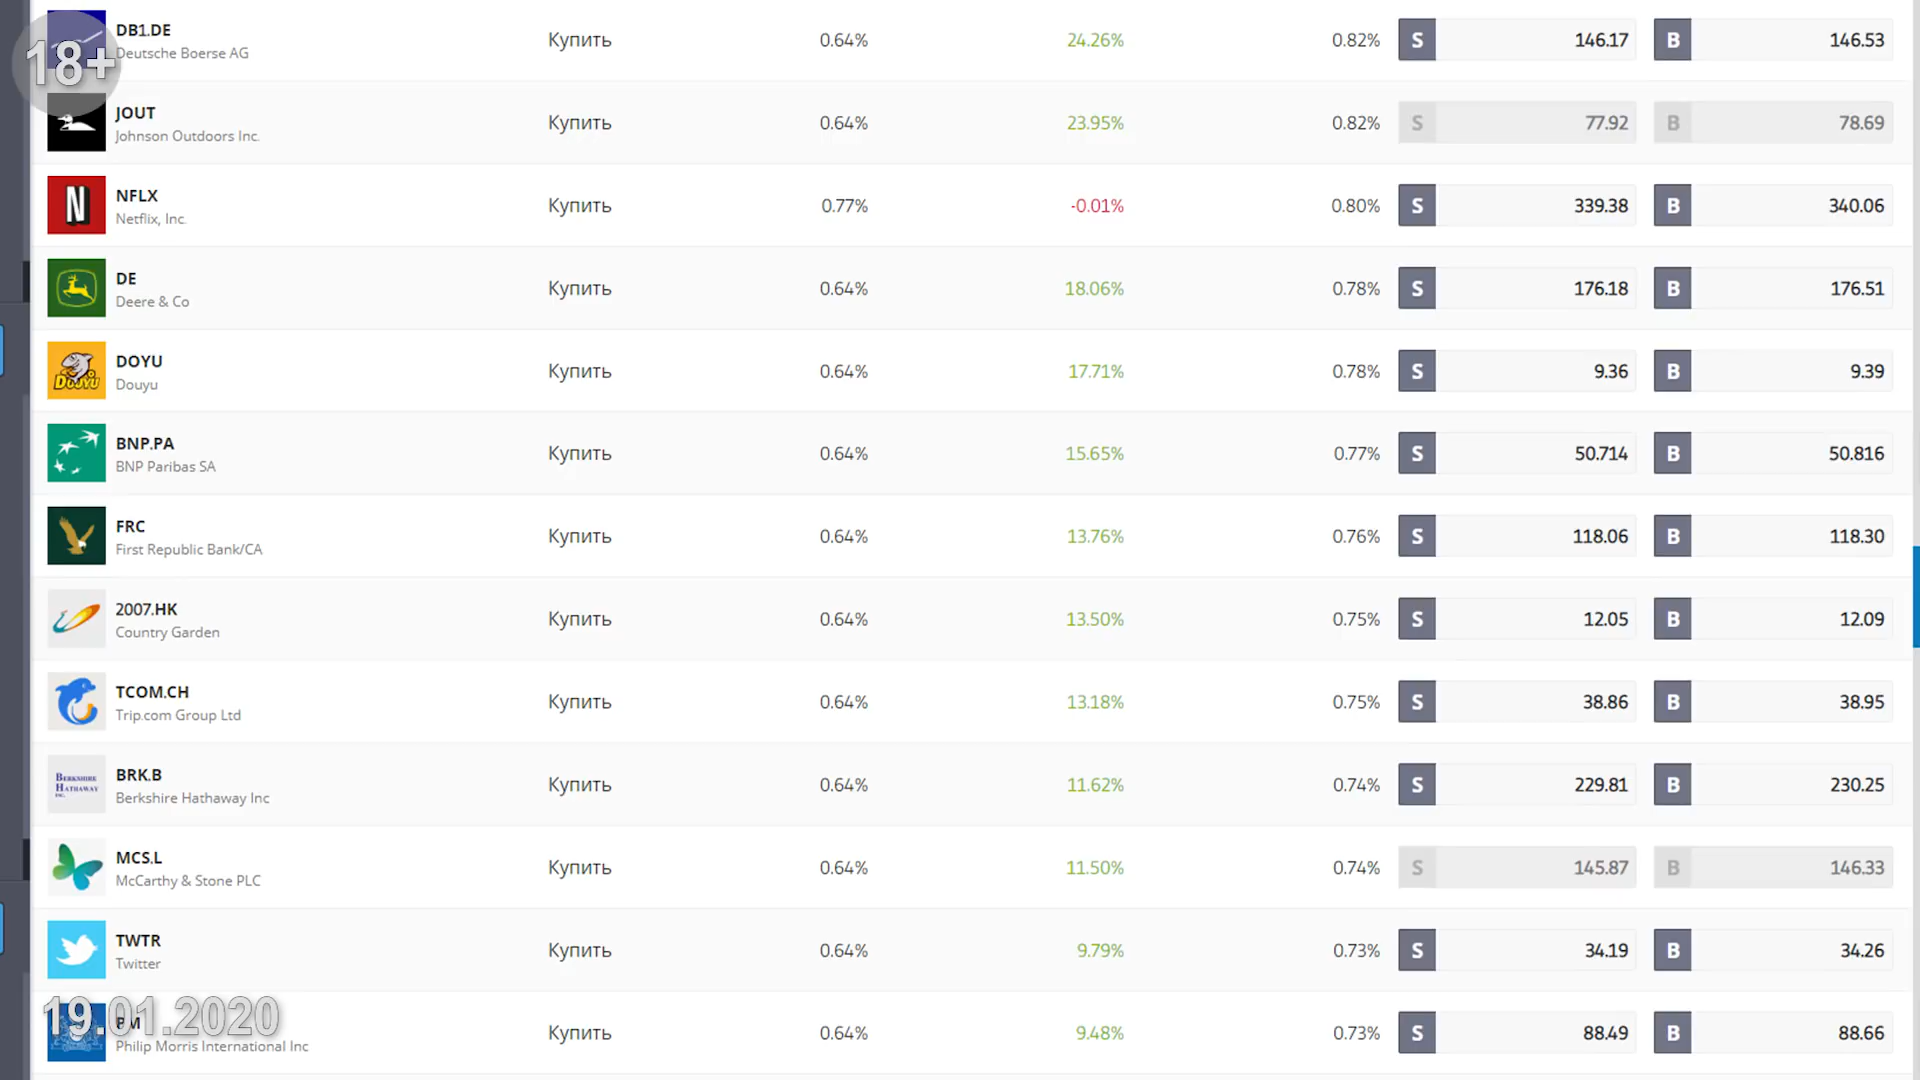 DB1.DE
Deutsche Boerse AG
Купить 0.64% 24.26% 0.82% S 146.17 B 146.53
18+
JOUT
Johnson Outdoors Inc.
Купить 0.64% 23.95% 0.82% S 77.92 B 78.69
N
NFLX
Netflix, Inc.
Купить 0.77% -0.01% 0.80% S 339.38 B 340.06
DE
Deere & Co
Купить 0.64% 18.06% 0.78% S 176.18 B 176.51
DOUYU
DOYU
Douyu
Купить 0.64% 17.71% 0.78% S 9.36 B 9.39
BNP.PA
BNP Paribas SA
Купить 0.64% 15.65% 0.77% S 50.714 B 50.816
FRC
First Republic Bank/CA
Купить 0.64% 13.76% 0.76% S 118.06 B 118.30
2007.HK
Country Garden
Купить 0.64% 13.50% 0.75% S 12.05 B 12.09
TCOM.CH
Trip.com Group Ltd
Купить 0.64% 13.18% 0.75% S 38.86 B 38.95
BERKSHIRE
HATHAWAY
INC.
BRK.B
Berkshire Hathaway Inc
Купить 0.64% 11.62% 0.74% S 229.81 B 230.25
MCS.L
McCarthy & Stone PLC
Купить 0.64% 11.50% 0.74% S 145.87 B 146.33
TWTR
Twitter
Купить 0.64% 9.79% 0.73% S 34.19 B 34.26
19.01.2020
PM
Philip Morris International Inc
Купить 0.64% 9.48% 0.73% S 88.49 B 88.66